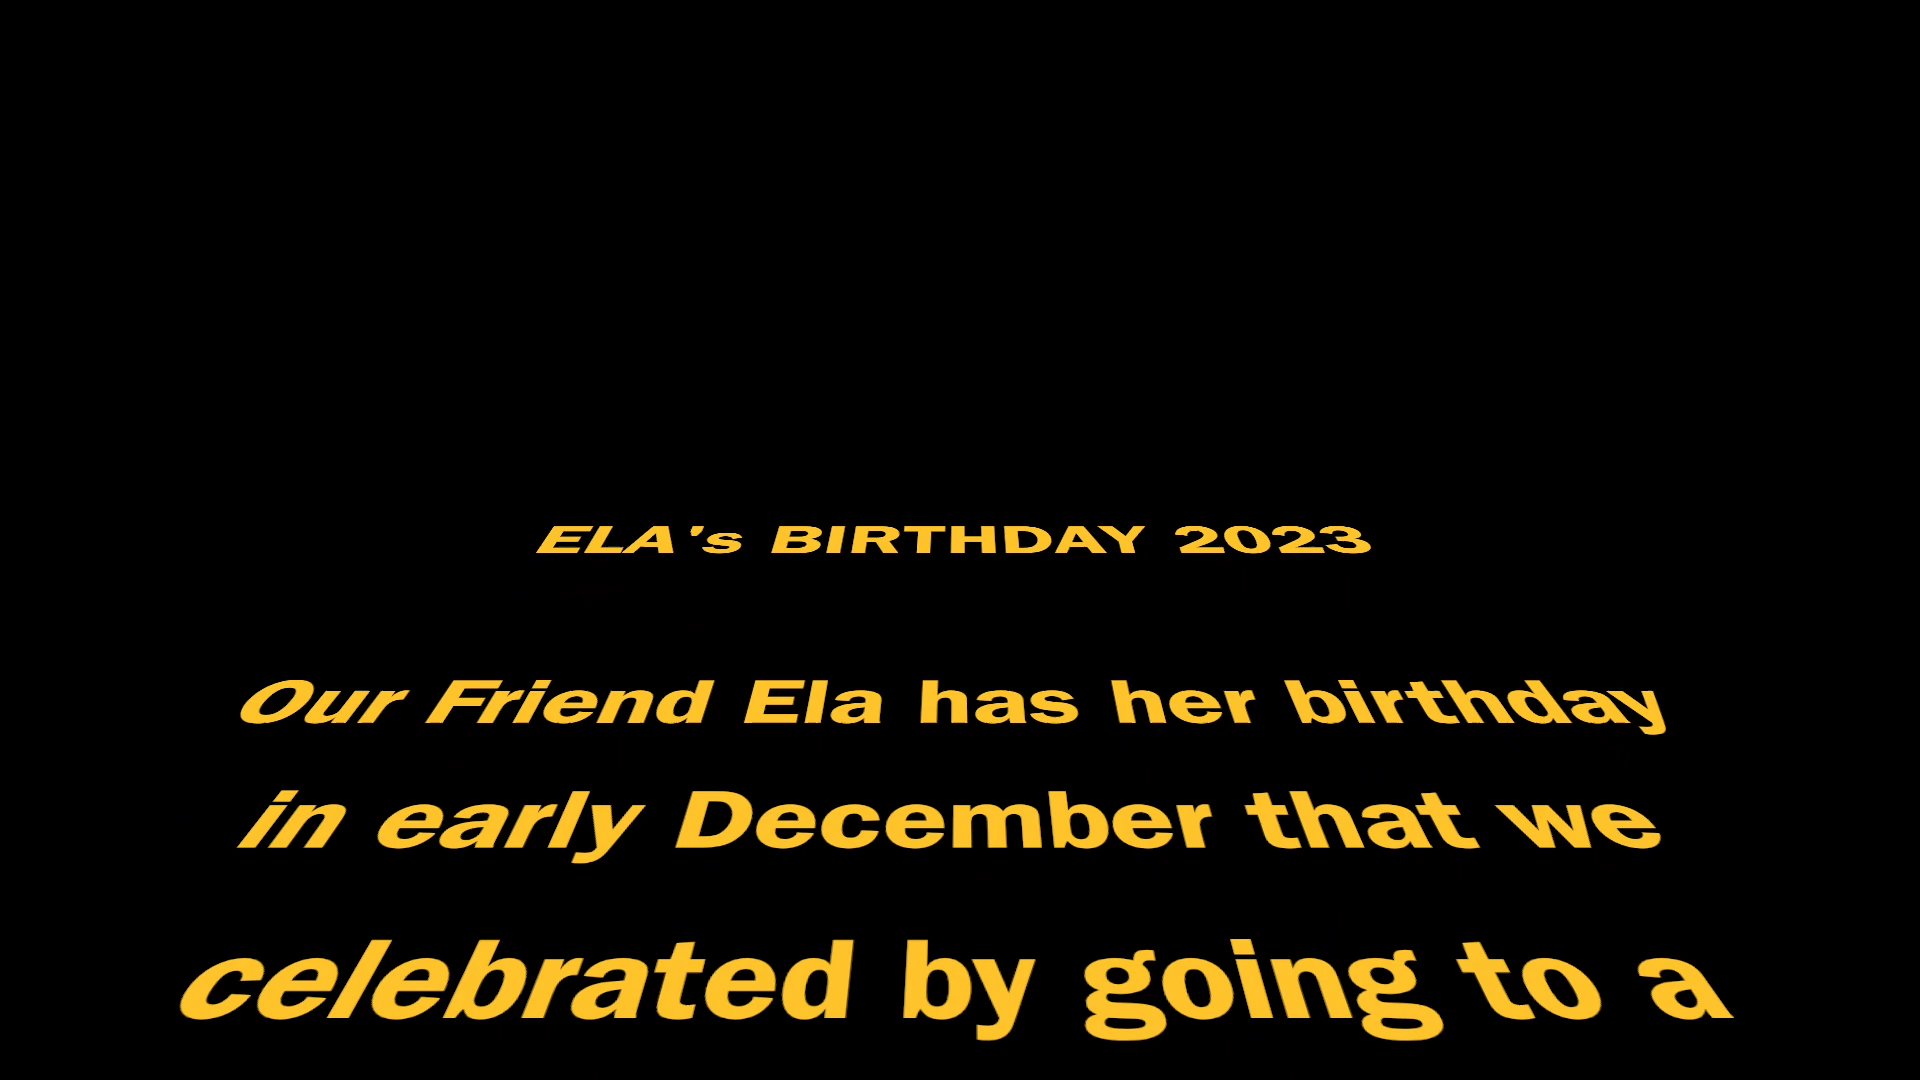 ELA's BIRTHDAY 2023
Our Friend Ela has her birthday
in early December that we
celebrated by going to a